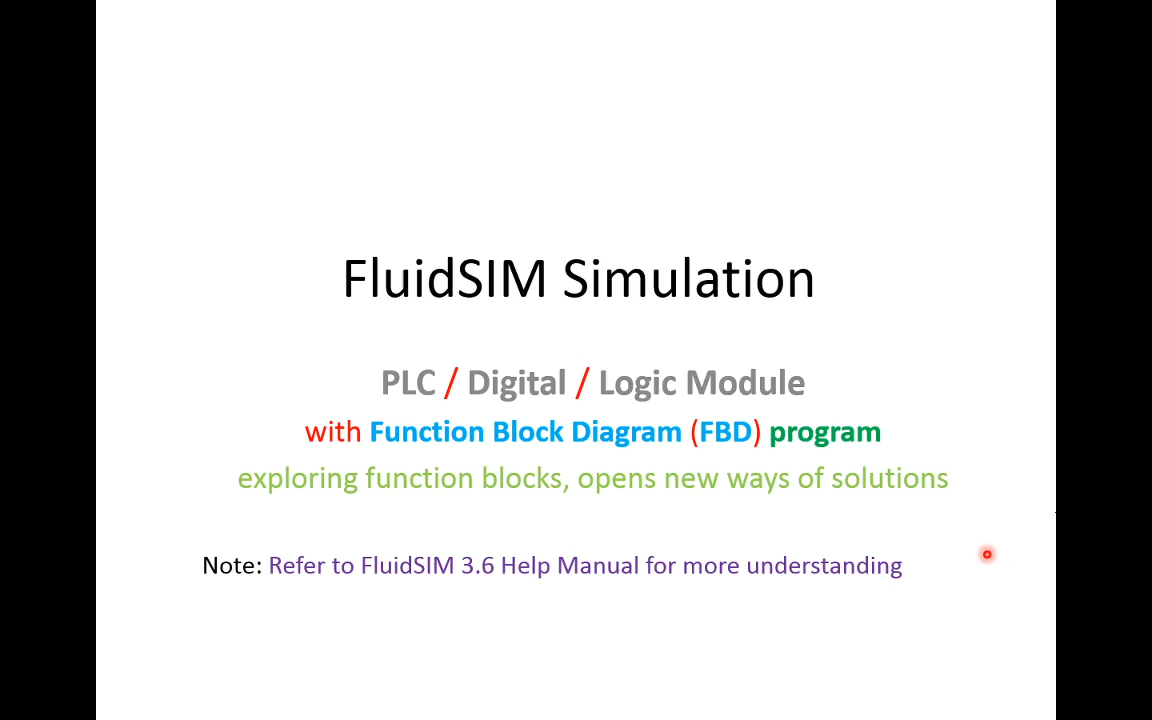 FluidSIM Simulation
PLC / Digital / Logic Module
with Function Block Diagram (FBD) program
exploring function blocks, opens new ways of solutions
Note: Refer to FluidSIM 3.6 Help Manual for more understanding